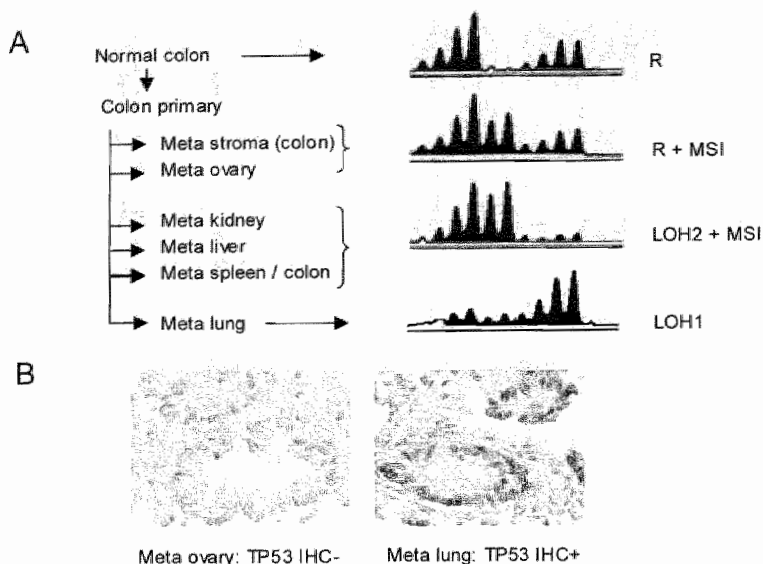 A
Normal colon
R
Colon primary
Meta stroma (colon)
R + MSI
Meta ovary
Meta kidney
Meta liver
LOH2 + MSI
Meta spleen / colon
Meta lung
LOH1
B
Meta ovary: TP53 IHC-
Meta lung: TP53 IHC+